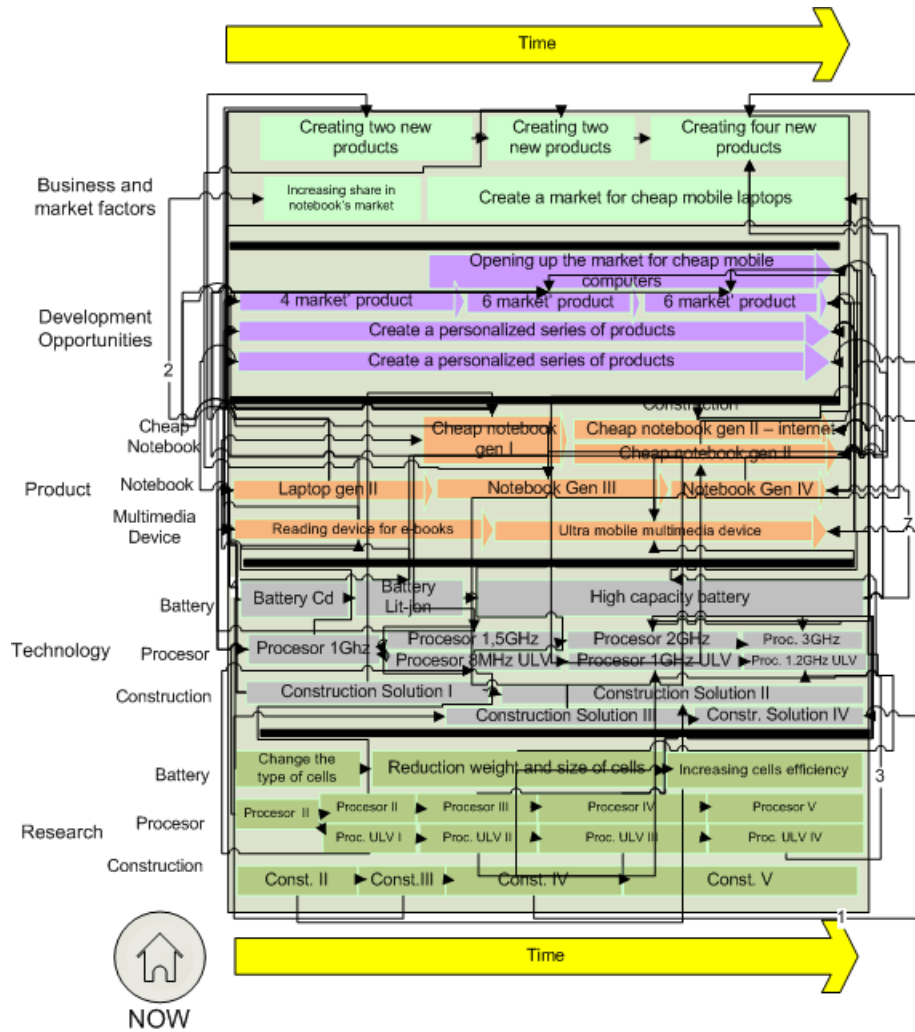 Time
Creating two new
products
Creating two
new products
Creating four new
products
Business and
market factors
Increasing share in
notebook's market
Create a market for cheap mobile laptops
Opening up the market for cheap mobile
computers
4 market' product
6 market' product
6 market' product
Development
Opportunities
Create a personalized series of products
2
Create a personalized series of products
Construction
Cheap
Notebook
Cheap notebook
gen I
Cheap notebook gen II – internet
Cheap notebook gen II
Product
Notebook
Laptop gen II
Notebook Gen III
Notebook Gen IV
Multimedia
Device
Reading device for e-books
Ultra mobile multimedia device
7
Battery
Battery Cd
Battery
Lit-jon
High capacity battery
Technology
Procesor
Procesor 1Ghz
Procesor 1,5GHz
Procesor 2GHz
Proc. 3GHz
Procesor 8MHz ULV
Procesor 1GHz ULV
Proc. 1.2GHz ULV
Construction
Construction Solution I
Construction Solution II
Construction Solution III
Constr. Solution IV
Battery
Change the
type of cells
Reduction weight and size of cells
Increasing cells efficiency
3
Research
Procesor
Procesor II
Procesor II
Procesor III
Procesor IV
Procesor V
Proc. ULV I
Proc. ULV II
Proc. ULV III
Proc. ULV IV
Construction
Const. II
Const.III
Const. IV
Const. V
1
Time
NOW